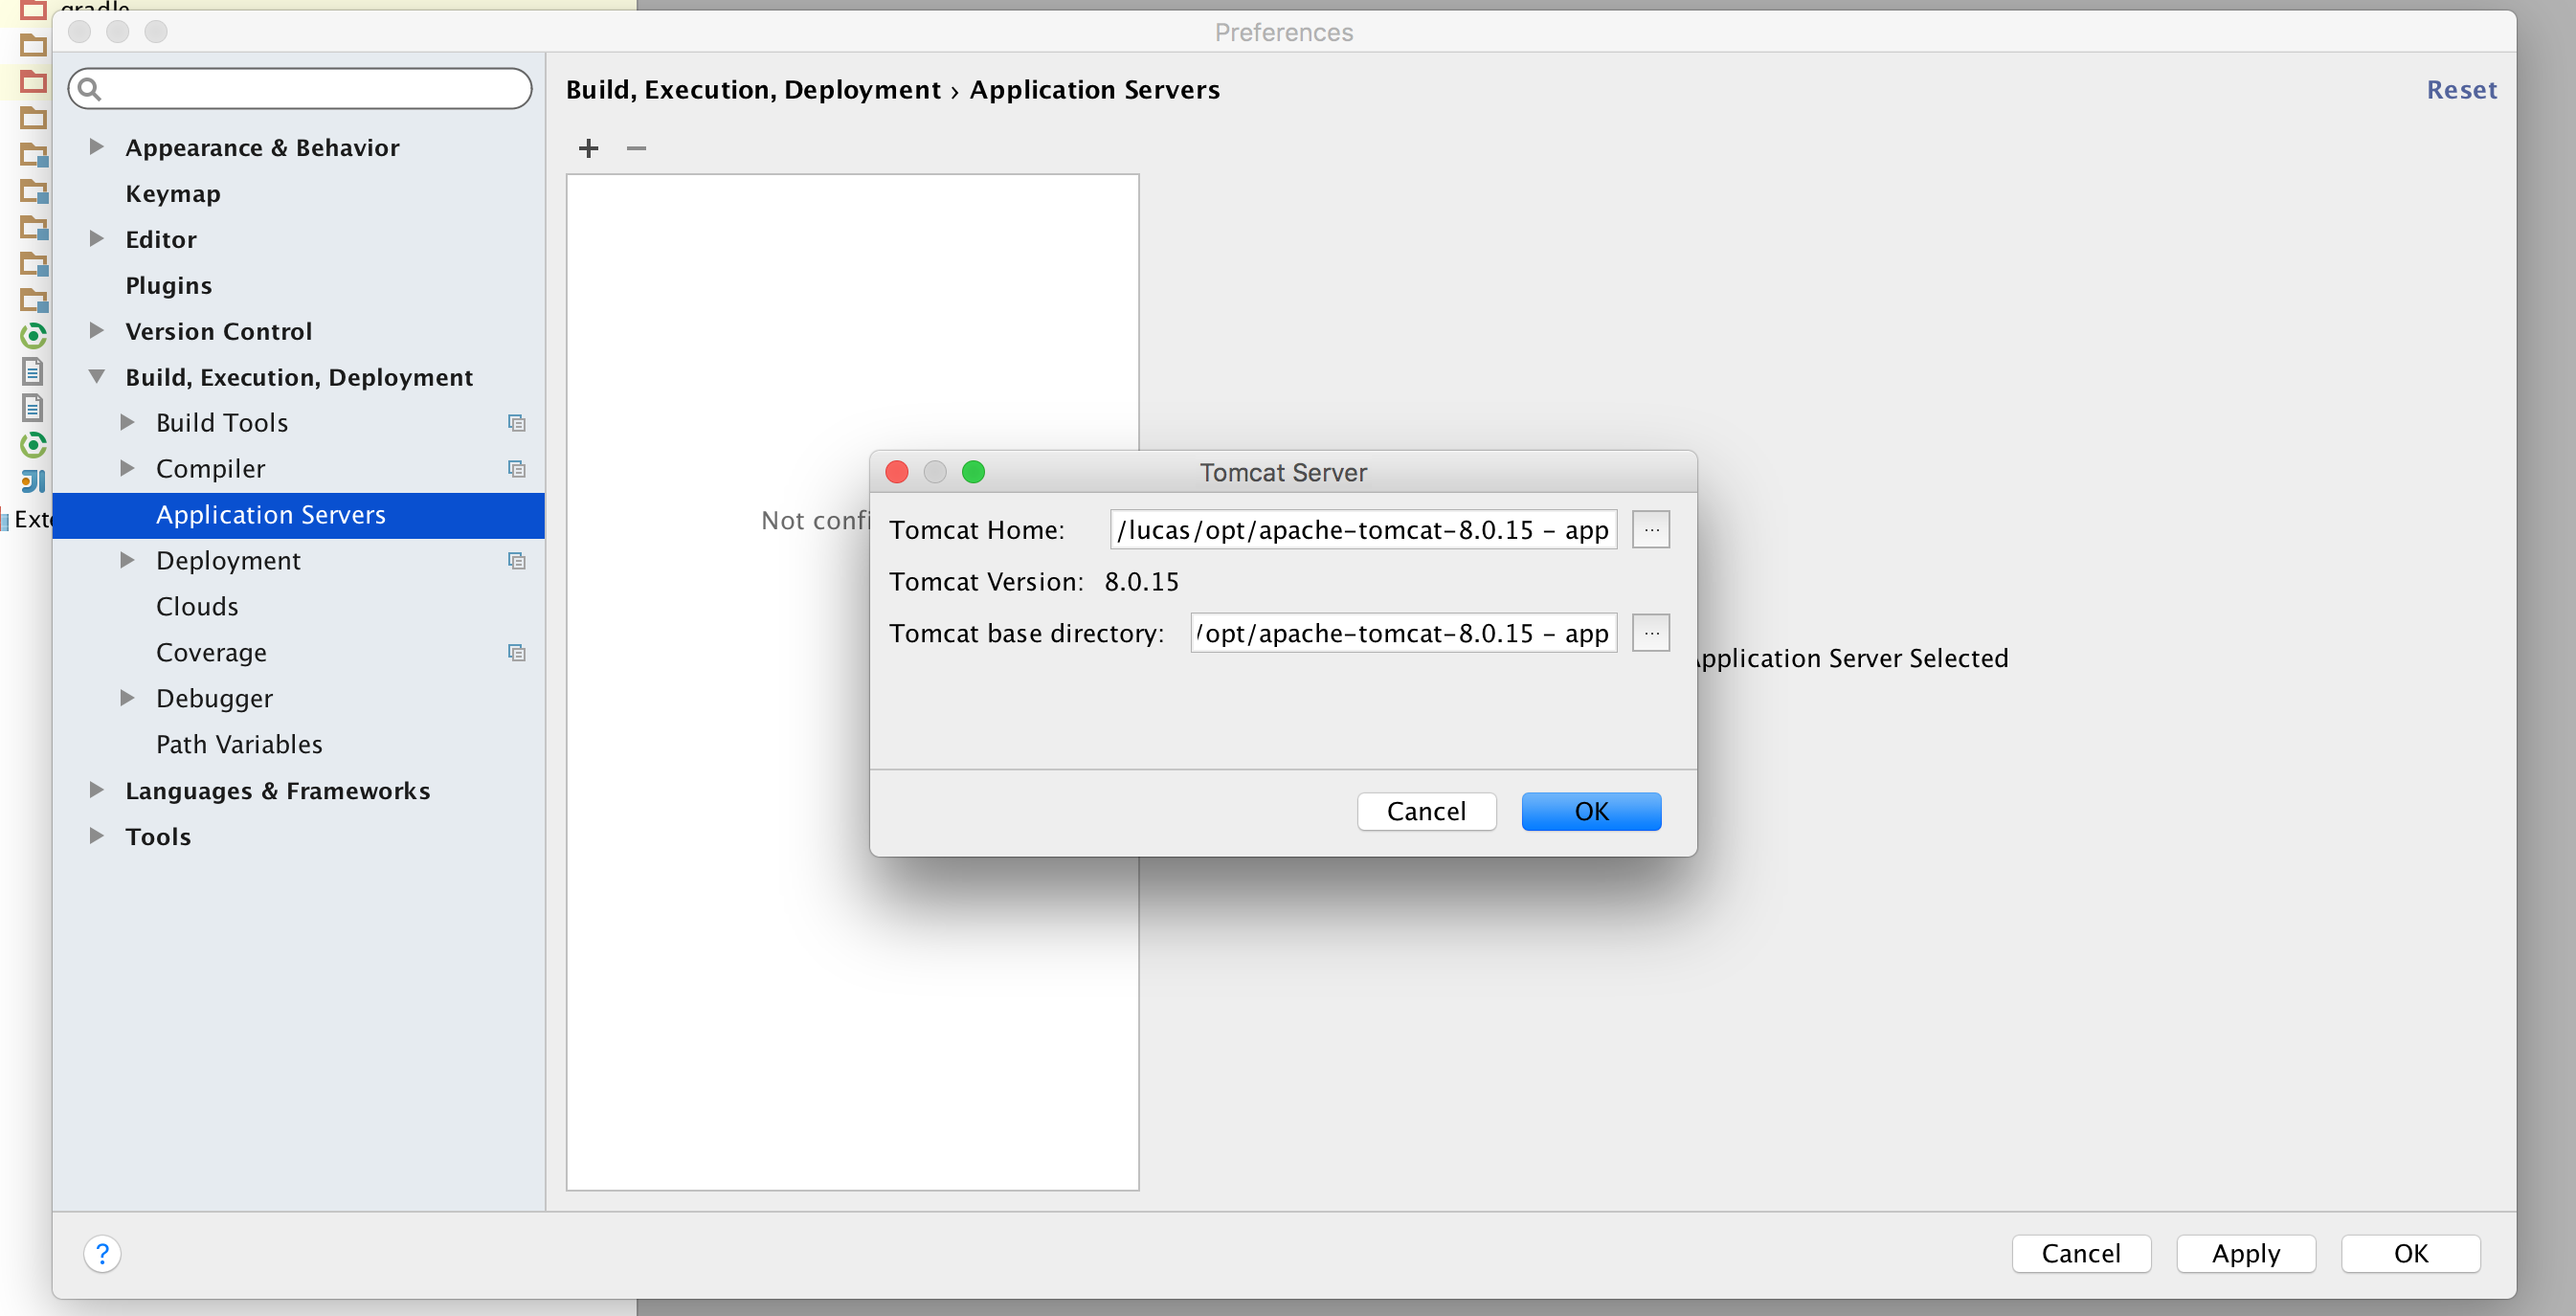 gradle
Preferences
Build, Execution, Deployment › Application Servers
Reset
Appearance & Behavior
Keymap
Editor
Plugins
Version Control
Build, Execution, Deployment
Build Tools
Compiler
Application Servers
Deployment
Clouds
Coverage
Debugger
Path Variables
Languages & Frameworks
Tools
Exte
Not confi
Tomcat Server
Tomcat Home: /lucas/opt/apache-tomcat-8.0.15 – app ...
Tomcat Version: 8.0.15
Tomcat base directory: /opt/apache-tomcat-8.0.15 – app ...
Application Server Selected
Cancel OK
? Cancel Apply OK